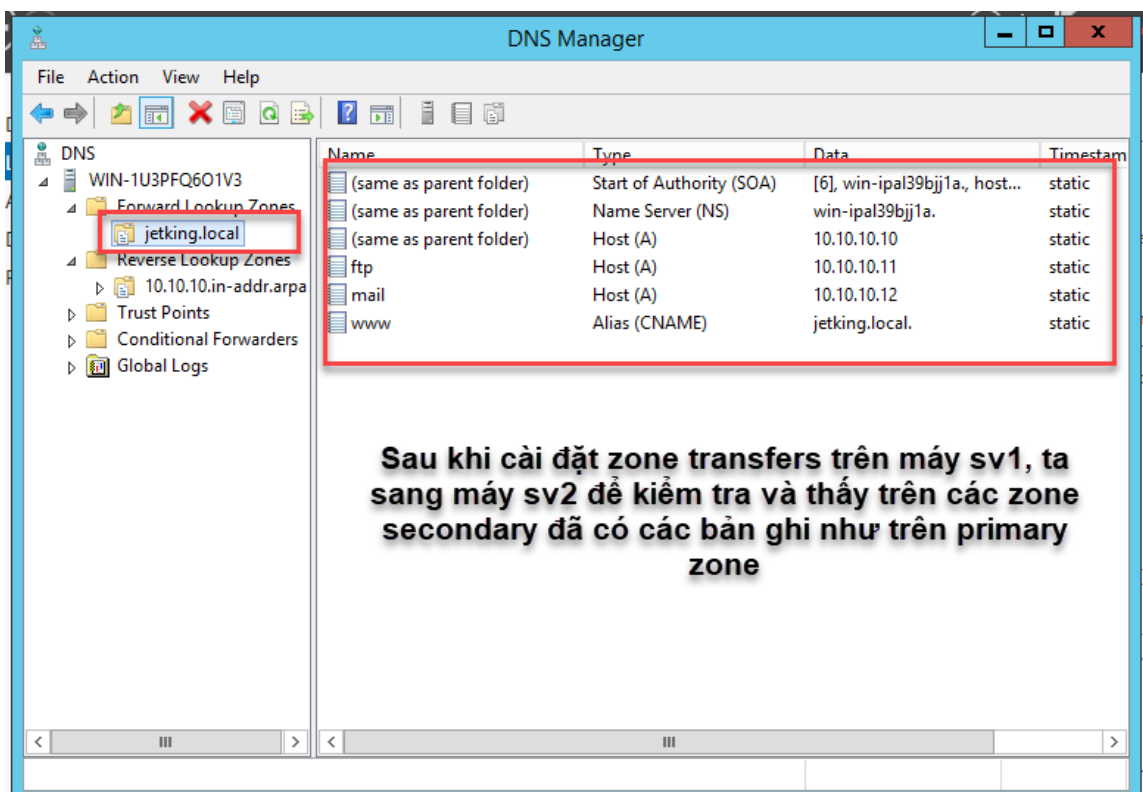 DNS Manager
File Action View Help
DNS
WIN-1U3PFQ6O1V3
Forward Lookup Zones
jetking.local
Reverse Lookup Zones
10.10.10.in-addr.arpa
Trust Points
Conditional Forwarders
Global Logs
Name Type Data Timestam
(same as parent folder) Start of Authority (SOA) [6], win-ipal39bjj1a., host... static
(same as parent folder) Name Server (NS) win-ipal39bjj1a. static
(same as parent folder) Host (A) 10.10.10.10 static
ftp Host (A) 10.10.10.11 static
mail Host (A) 10.10.10.12 static
www Alias (CNAME) jetking.local. static
Sau khi cài đặt zone transfers trên máy sv1, ta
sang máy sv2 để kiểm tra và thấy trên các zone
secondary đã có các bản ghi như trên primary
zone